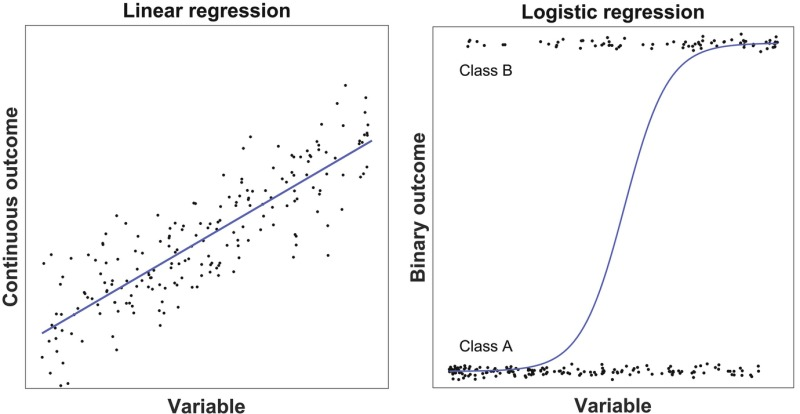 Linear regression
Continuous outcome
Variable
Logistic regression
Class B
Binary outcome
Class A
Variable